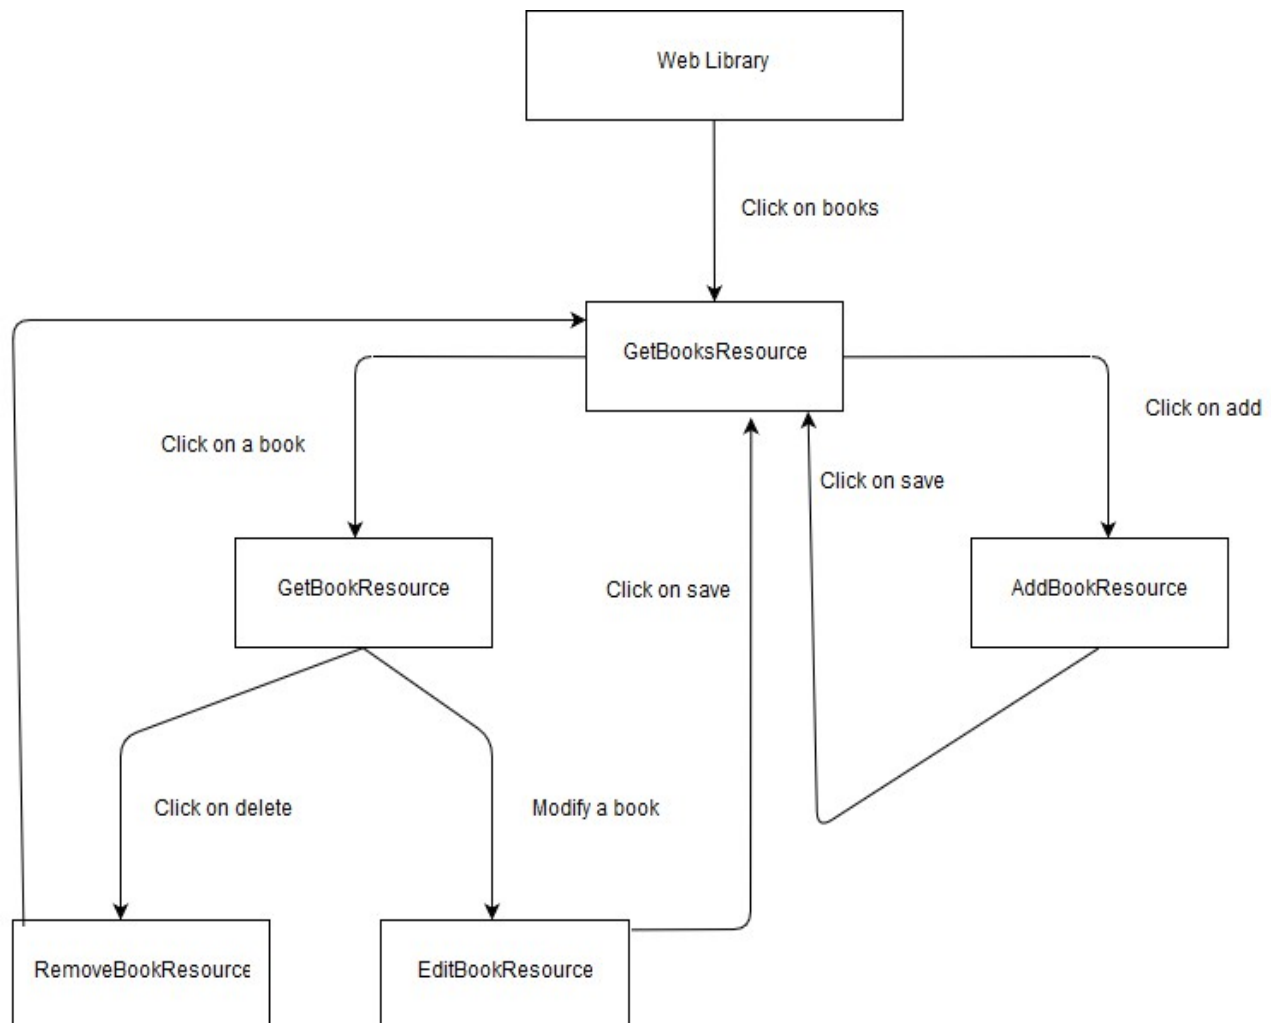 Web Library
Click on books
GetBooksResource
Click on add
Click on a book
Click on save
GetBookResource
Click on save
AddBookResource
Click on delete
Modify a book
RemoveBookResource
EditBookResource